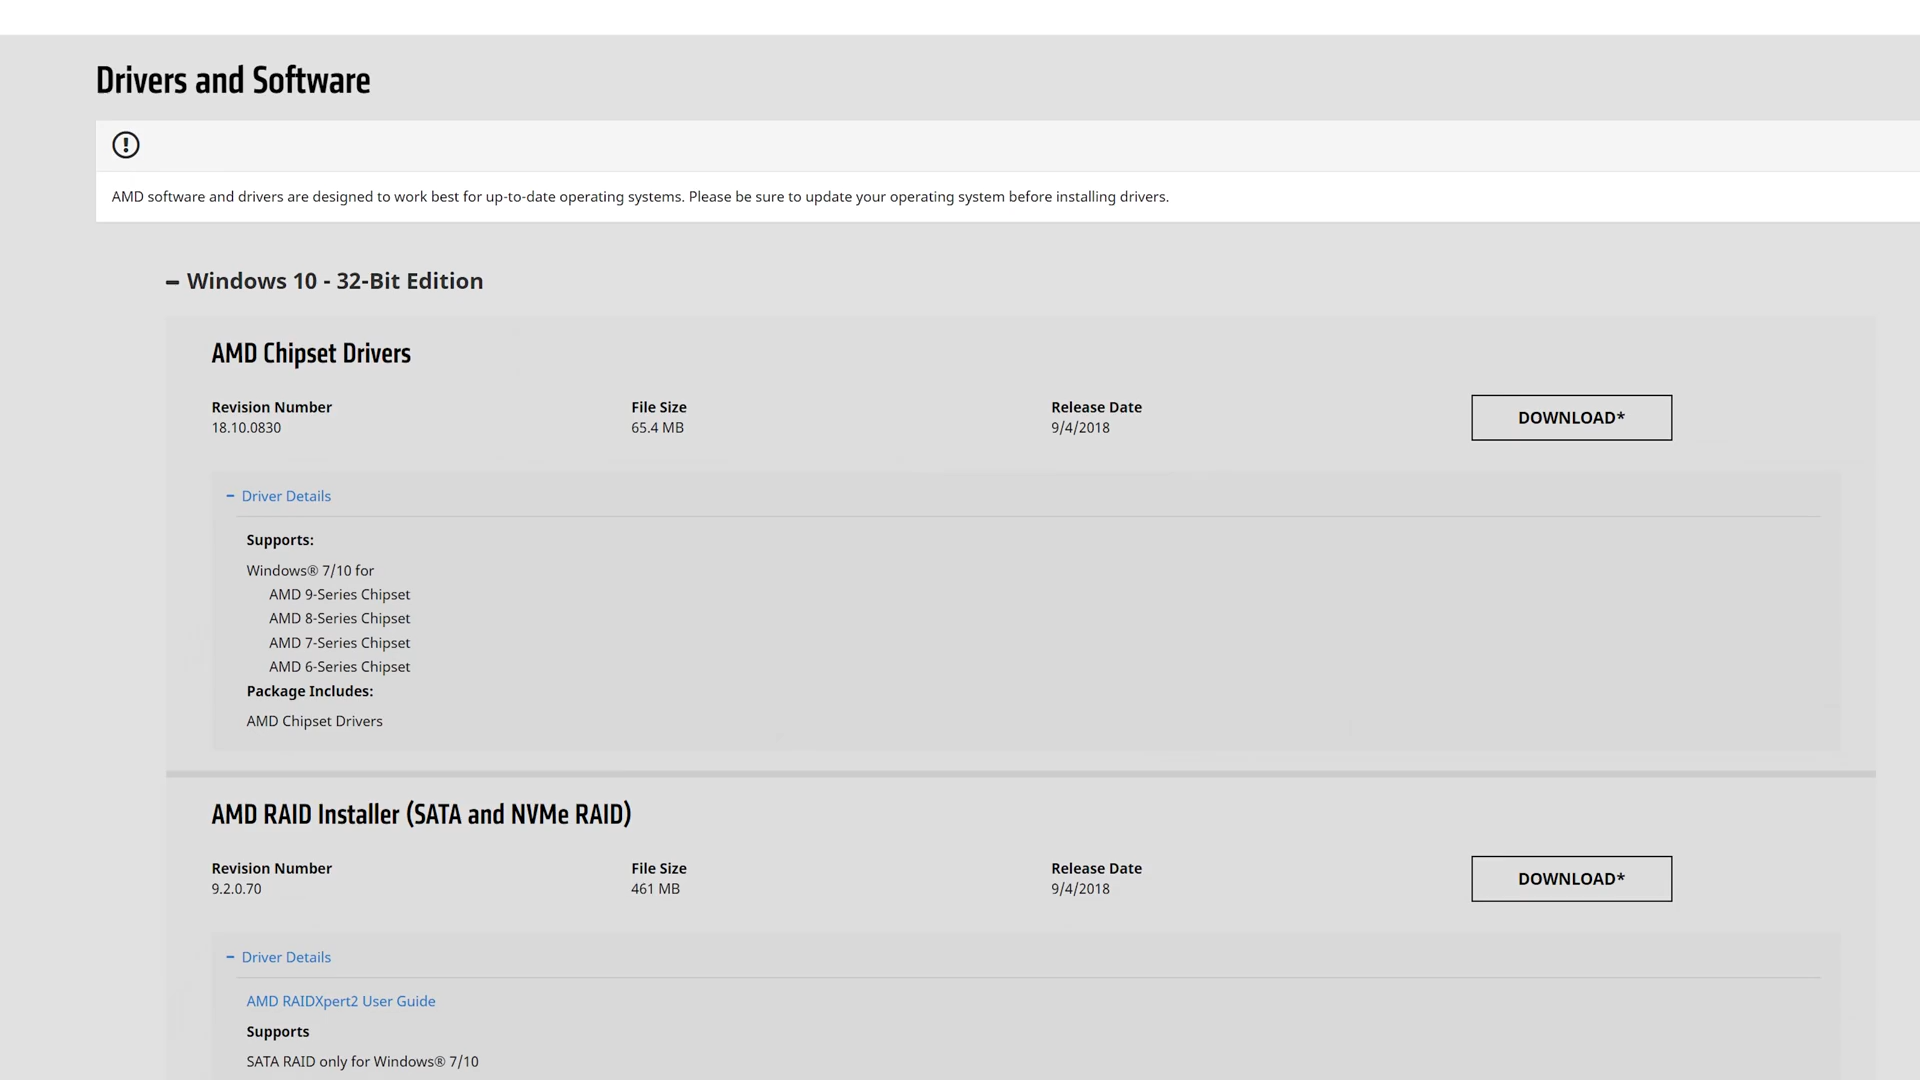 Drivers and Software
AMD software and drivers are designed to work best for up-to-date operating systems. Please be sure to update your operating system before installing drivers.
Windows 10 - 32-Bit Edition
AMD Chipset Drivers
Revision Number File Size Release Date
18.10.0830 65.4 MB 9/4/2018
DOWNLOAD*
Driver Details
Supports:
Windows® 7/10 for
AMD 9-Series Chipset
AMD 8-Series Chipset
AMD 7-Series Chipset
AMD 6-Series Chipset
Package Includes:
AMD Chipset Drivers
AMD RAID Installer (SATA and NVMe RAID)
Revision Number File Size Release Date
9.2.0.70 461 MB 9/4/2018
DOWNLOAD*
Driver Details
AMD RAIDXpert2 User Guide
Supports
SATA RAID only for Windows® 7/10